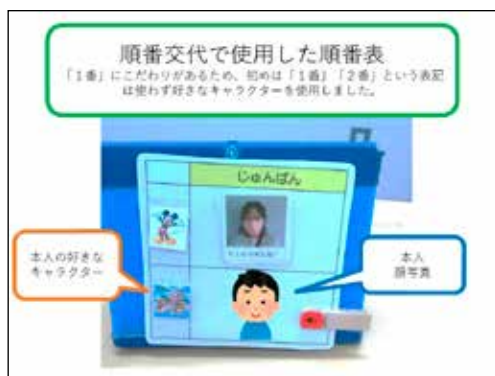 順番交代で使用した順番表
「１番」にこだわりがあるため、初めは「１番」「２番」という表記
は使わず好きなキャラクターを使用しました。
じゅんばん
本人の好きな
キャラクター
本人
顔写真